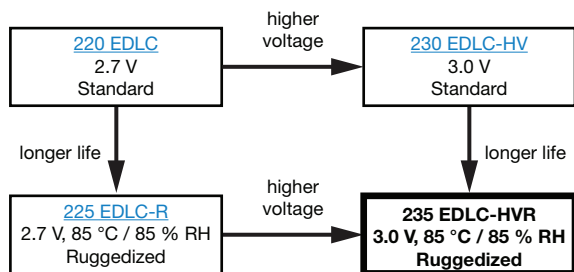 220 EDLC
2.7 V
Standard
higher
voltage
230 EDLC-HV
3.0 V
Standard
longer life
longer life
225 EDLC-R
2.7 V, 85 °C / 85 % RH
Ruggedized
higher
voltage
235 EDLC-HVR
3.0 V, 85 °C / 85 % RH
Ruggedized